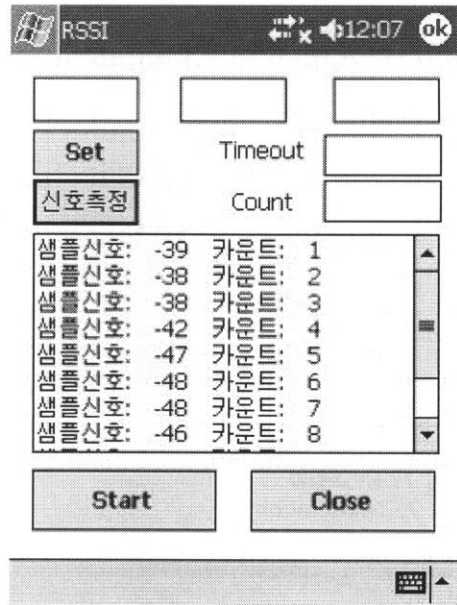 RSSI 12:07 ok
Set Timeout
신호측정 Count
샘플신호: -39 카운트: 1
샘플신호: -38 카운트: 2
샘플신호: -38 카운트: 3
샘플신호: -42 카운트: 4
샘플신호: -47 카운트: 5
샘플신호: -48 카운트: 6
샘플신호: -48 카운트: 7
샘플신호: -46 카운트: 8
Start Close